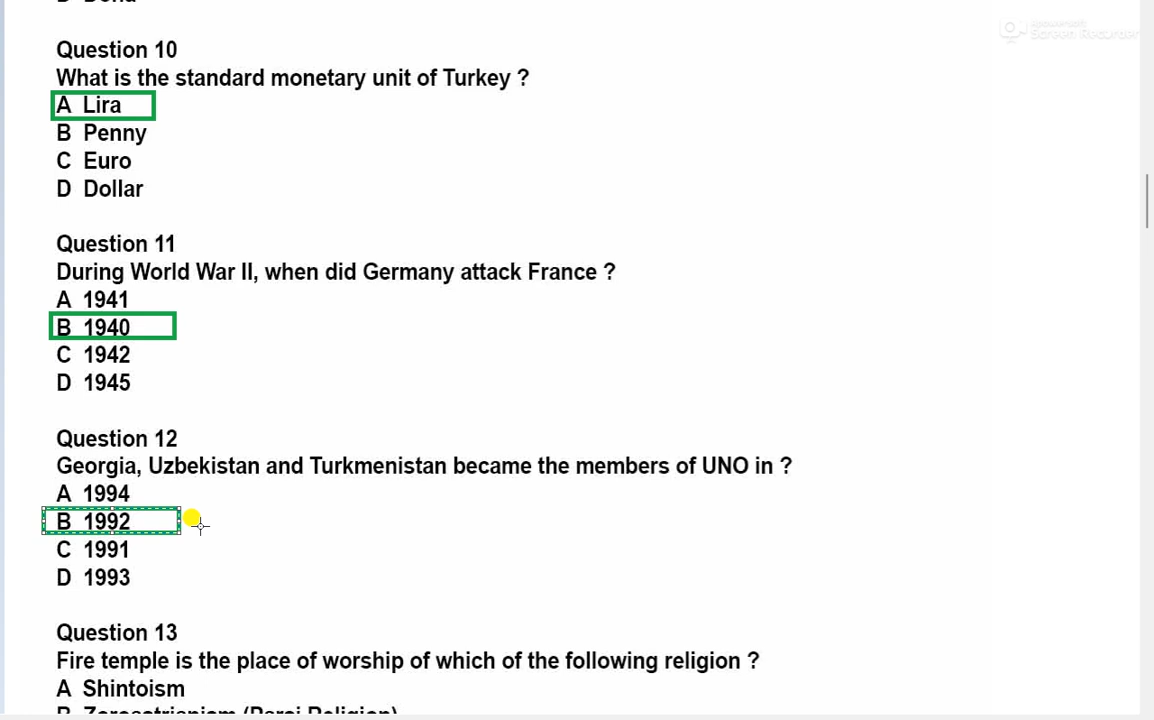 D Dona
Screen Recorder
Question 10
What is the standard monetary unit of Turkey ?
A Lira
B Penny
C Euro
D Dollar
Question 11
During World War II, when did Germany attack France ?
A 1941
B 1940
C 1942
D 1945
Question 12
Georgia, Uzbekistan and Turkmenistan became the members of UNO in ?
A 1994
B 1992
C 1991
D 1993
Question 13
Fire temple is the place of worship of which of the following religion ?
A Shintoism
B Zoroastrianism (Parsi Religion)